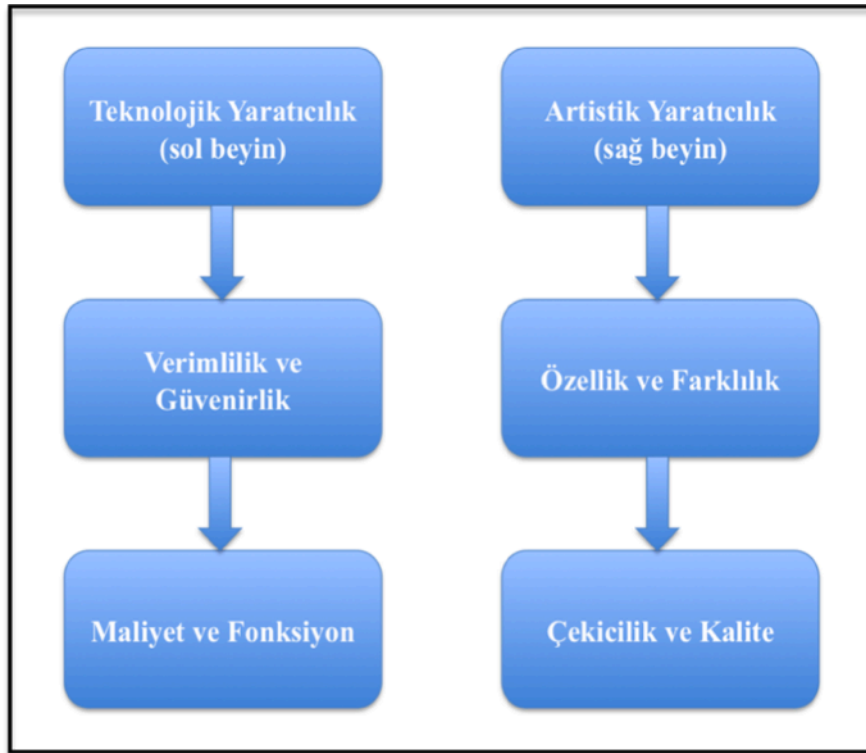 Teknolojik Yaratıcılık
(sol beyin)
Artistik Yaratıcılık
(sağ beyin)
Verimlilik ve
Güvenirlik
Özellik ve Farklılık
Maliyet ve Fonksiyon
Çekicilik ve Kalite